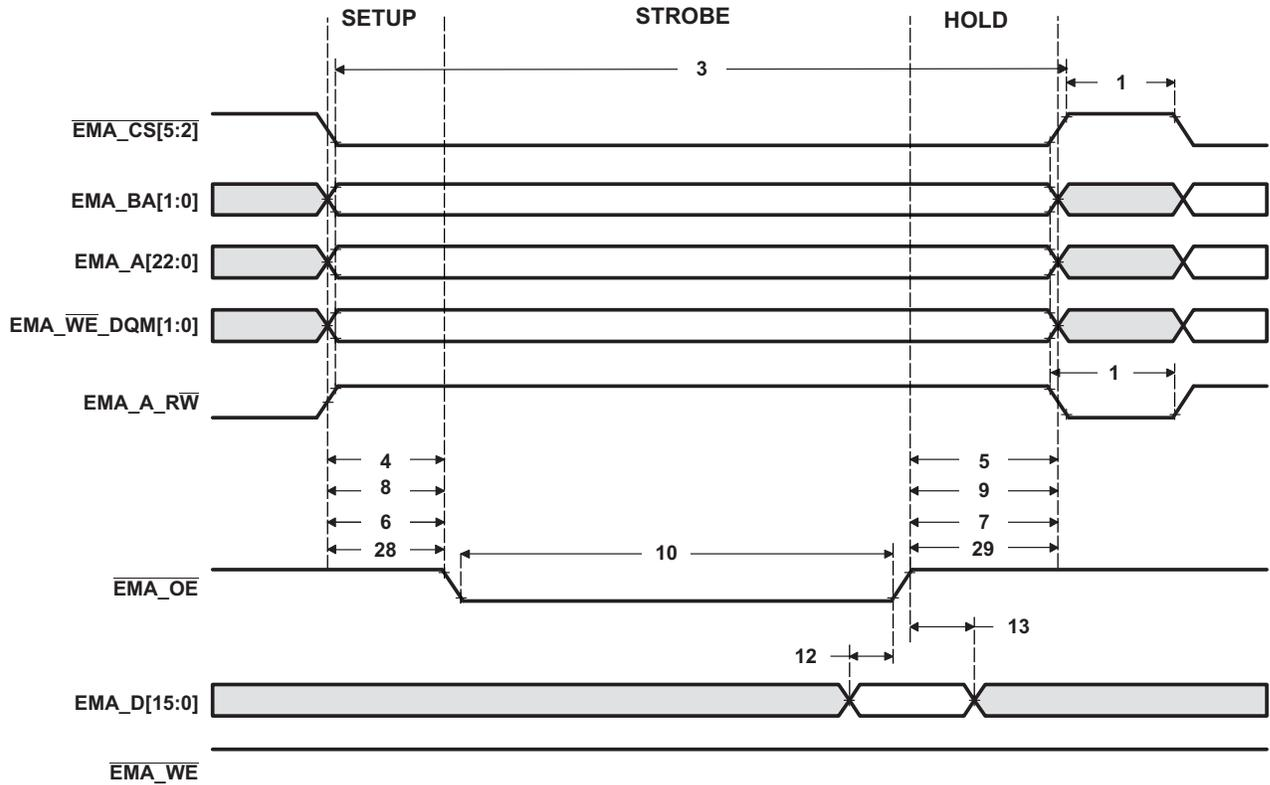 SETUP STROBE HOLD
3
1
EMA_CS[5:2]
EMA_BA[1:0]
EMA_A[22:0]
EMA_WE_DQM[1:0]
1
EMA_A_RW
4 5
8 9
6 7
28 29
10
EMA_OE
13
12
EMA_D[15:0]
EMA_WE